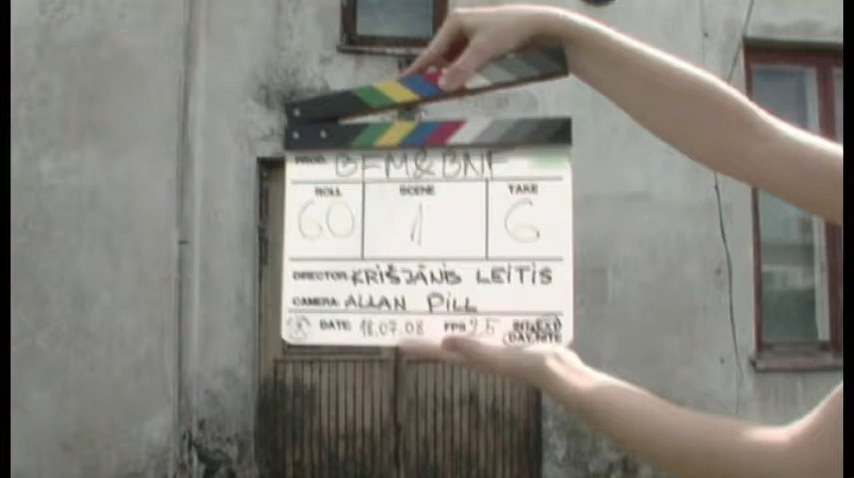 PROD. BFM&BNF
ROLL SCENE TAKE
60 1 6
DIRECTOR: KRIŠJĀNIS LEITIS
CAMERA: ALLAN PILL
DATE 18.07.08 FPS 25 INT EXT
DAY NITE